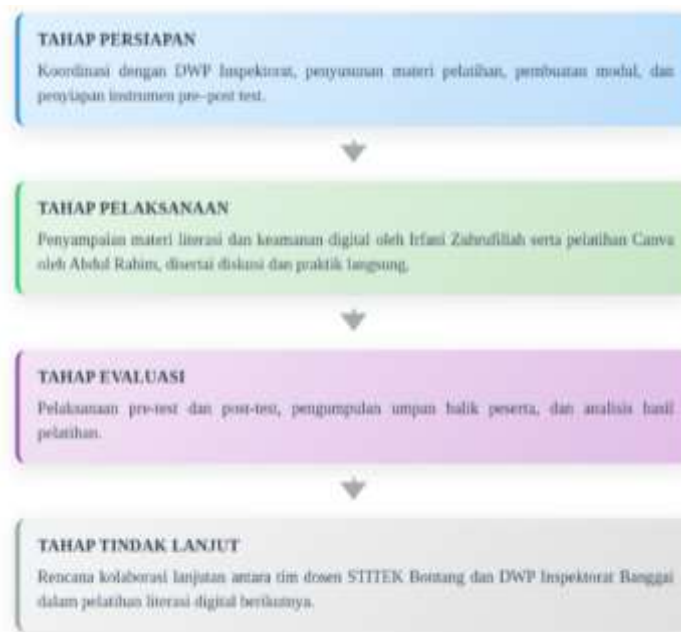 TAHAP PERSIAPAN
Koordinasi dengan DWP Inspektorat, penyusunan materi pelatihan, pembuatan modul, dan
penyiapan instrumen pre-post test.
TAHAP PELAKSANAAN
Penyampaian materi literasi dan keamanan digital oleh Irfani Zahrufillah serta pelatihan Canva
oleh Abdul Rahim, disertai diskusi dan praktik langsung.
TAHAP EVALUASI
Pelaksanaan pre-test dan post-test, pengumpulan umpan balik peserta, dan analisis hasil
pelatihan.
TAHAP TINDAK LANJUT
Rencana kolaborasi lanjutan antara tim dosen STITEK Bontang dan DWP Inspektorat Banggai
dalam pelatihan literasi digital berikutnya.